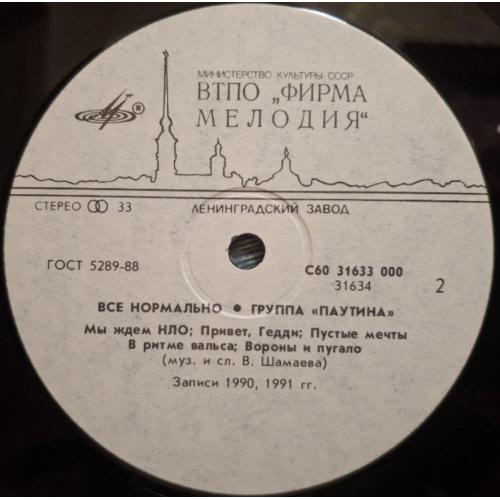 МИНИСТЕРСТВО КУЛЬТУРЫ СССР
ВТПО „ФИРМА
МЕЛОДИЯ“
®
СТЕРЕО 33
ЛЕНИНГРАДСКИЙ ЗАВОД
ГОСТ 5289-88
С60 31633 000
31634
2
ВСЕ НОРМАЛЬНО ● ГРУППА «ПАУТИНА»
Мы ждем НЛО; Привет, Гедди; Пустые мечты
В ритме вальса; Вороны и пугало
(муз. и сл. В. Шамаева)
Записи 1990, 1991 гг.